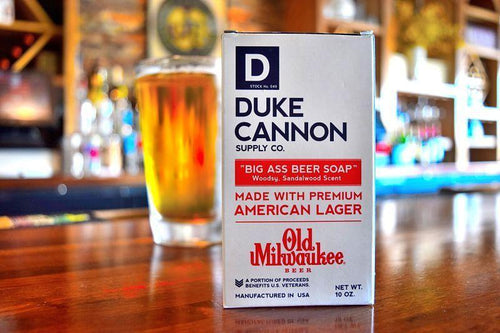 D
STOCK No. 040
DUKE
CANNON
SUPPLY CO.
"BIG ASS BEER SOAP"
Woodsy, Sandalwood Scent
MADE WITH PREMIUM
AMERICAN LAGER
Old
Milwaukee
BEER
A PORTION OF PROCEEDS
BENEFITS U.S. VETERANS.
MANUFACTURED IN USA
NET WT.
10 OZ.